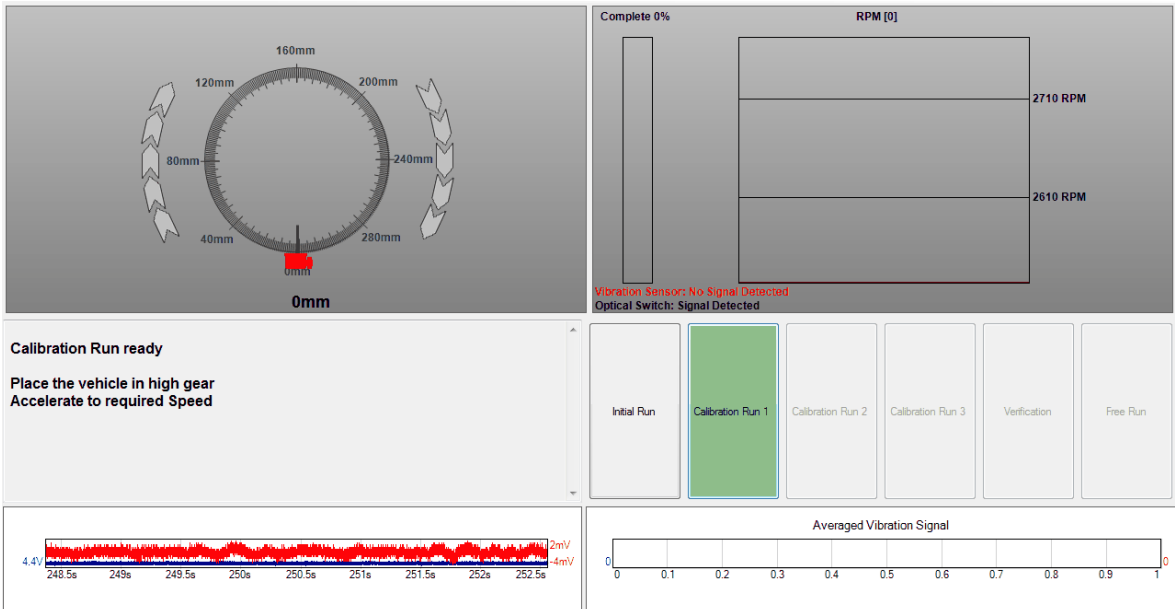 160mm
120mm
200mm
80mm
240mm
40mm
280mm
0mm
0mm
Complete 0%
RPM [0]
2710 RPM
2610 RPM
Vibration Sensor: No Signal Detected
Optical Switch: Signal Detected
Calibration Run ready
Place the vehicle in high gear
Accelerate to required Speed
Initial Run
Calibration Run 1
Calibration Run 2
Calibration Run 3
Verification
Free Run
2mV
4.4V
-4mV
248.5s 249s 249.5s 250s 250.5s 251s 251.5s 252s 252.5s
Averaged Vibration Signal
0
0
0 0.1 0.2 0.3 0.4 0.5 0.6 0.7 0.8 0.9 1